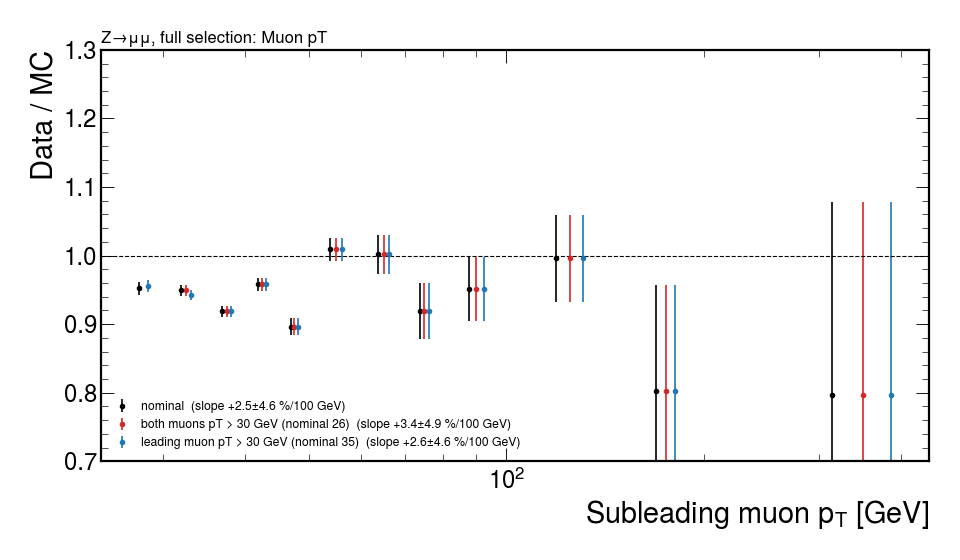 Z→μμ, full selection: Muon pT
Data / MC
1.3
1.2
1.1
1.0
0.9
0.8
0.7
nominal (slope +2.5±4.6 %/100 GeV)
both muons pT > 30 GeV (nominal 26) (slope +3.4±4.9 %/100 GeV)
leading muon pT > 30 GeV (nominal 35) (slope +2.6±4.6 %/100 GeV)
10²
Subleading muon p_T [GeV]